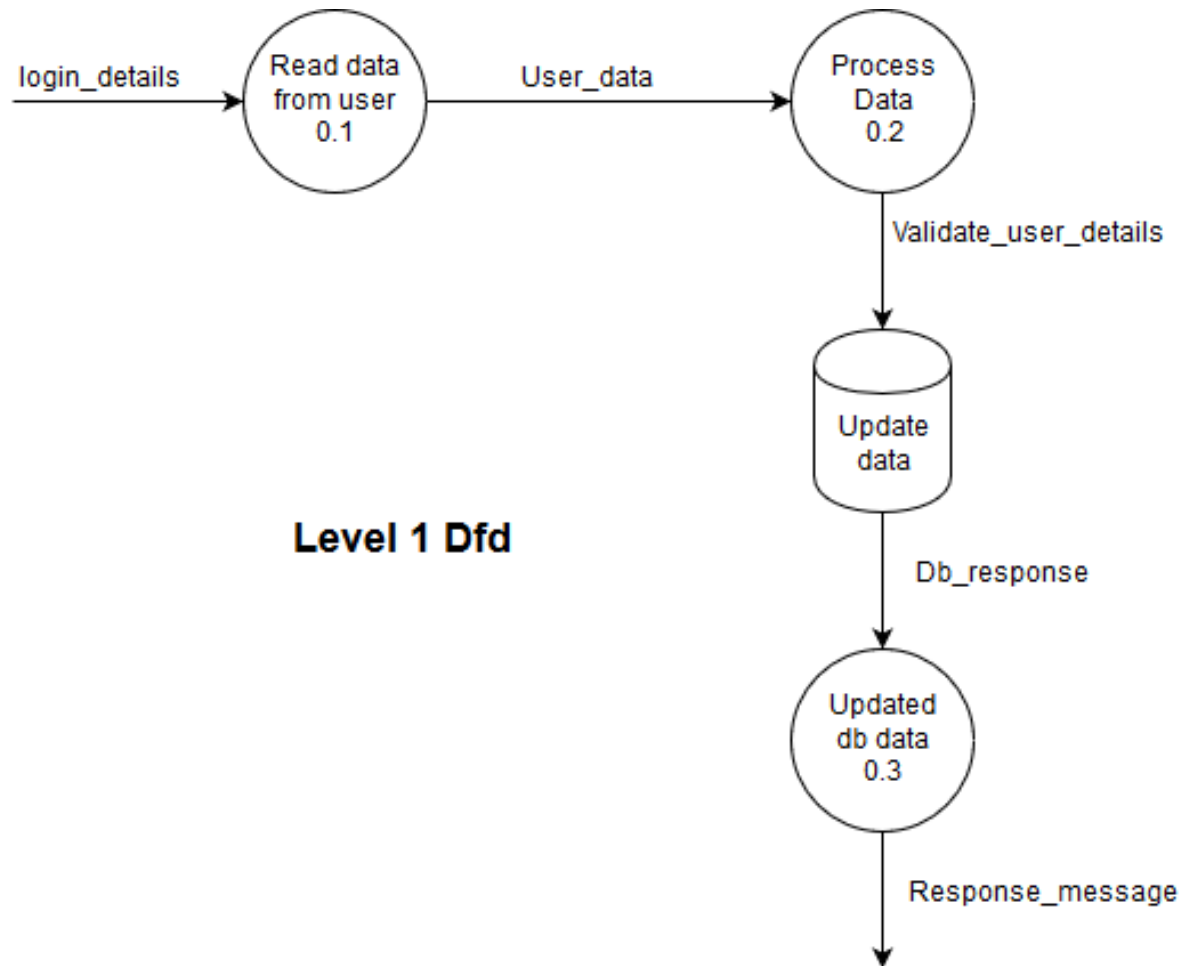 login_details
Read data
from user
0.1
User_data
Process
Data
0.2
Validate_user_details
Update
data
Level 1 Dfd
Db_response
Updated
db data
0.3
Response_message